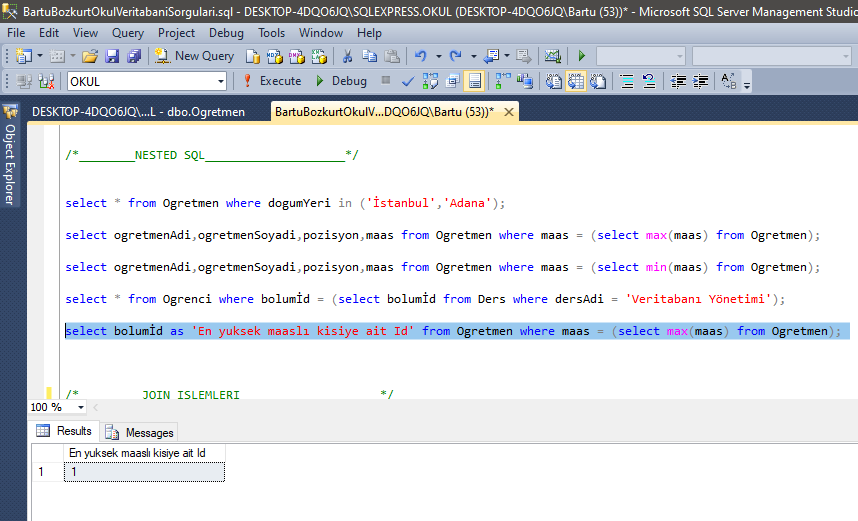 BartuBozkurtOkulVeritabaniSorgulari.sql - DESKTOP-4DQO6JQ\SQLEXPRESS.OKUL (DESKTOP-4DQO6JQ\Bartu (53))* - Microsoft SQL Server Management Studio
File Edit View Query Project Debug Tools Window Help
New Query
OKUL Execute Debug
DESKTOP-4DQO6JQ\...L - dbo.Ogretmen BartuBozkurtOkulV...DQO6JQ\Bartu (53))*
Object Explorer
/*________NESTED SQL____________________*/
select * from Ogretmen where dogumYeri in ('İstanbul','Adana');
select ogretmenAdi,ogretmenSoyadi,pozisyon,maas from Ogretmen where maas = (select max(maas) from Ogretmen);
select ogretmenAdi,ogretmenSoyadi,pozisyon,maas from Ogretmen where maas = (select min(maas) from Ogretmen);
select * from Ogrenci where bolumİd = (select bolumİd from Ders where dersAdi = 'Veritabanı Yönetimi');
select bolumİd as 'En yuksek maaslı kisiye ait Id' from Ogretmen where maas = (select max(maas) from Ogretmen);
/* JOIN ISLEMLERI */
100 %
Results Messages
En yuksek maaslı kisiye ait Id
1 1